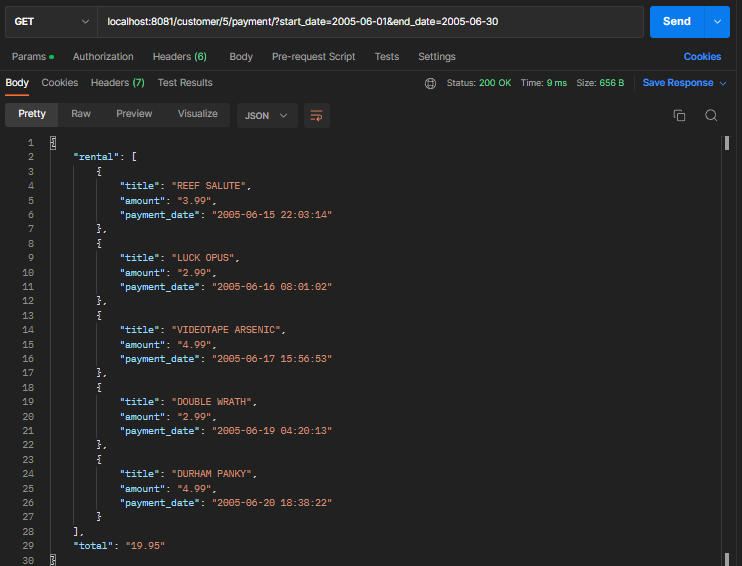 GET localhost:8081/customer/5/payment/?start_date=2005-06-01&end_date=2005-06-30 Send
Params Authorization Headers (6) Body Pre-request Script Tests Settings Cookies
Body Cookies Headers (7) Test Results Status: 200 OK Time: 9 ms Size: 656 B Save Response
Pretty Raw Preview Visualize JSON
1 {
2 "rental": [
3 {
4 "title": "REEF SALUTE",
5 "amount": "3.99",
6 "payment_date": "2005-06-15 22:03:14"
7 },
8 {
9 "title": "LUCK OPUS",
10 "amount": "2.99",
11 "payment_date": "2005-06-16 08:01:02"
12 },
13 {
14 "title": "VIDEOTAPE ARSENIC",
15 "amount": "4.99",
16 "payment_date": "2005-06-17 15:56:53"
17 },
18 {
19 "title": "DOUBLE WRATH",
20 "amount": "2.99",
21 "payment_date": "2005-06-19 04:20:13"
22 },
23 {
24 "title": "DURHAM PANKY",
25 "amount": "4.99",
26 "payment_date": "2005-06-20 18:38:22"
27 }
28 ],
29 "total": "19.95"
30 }